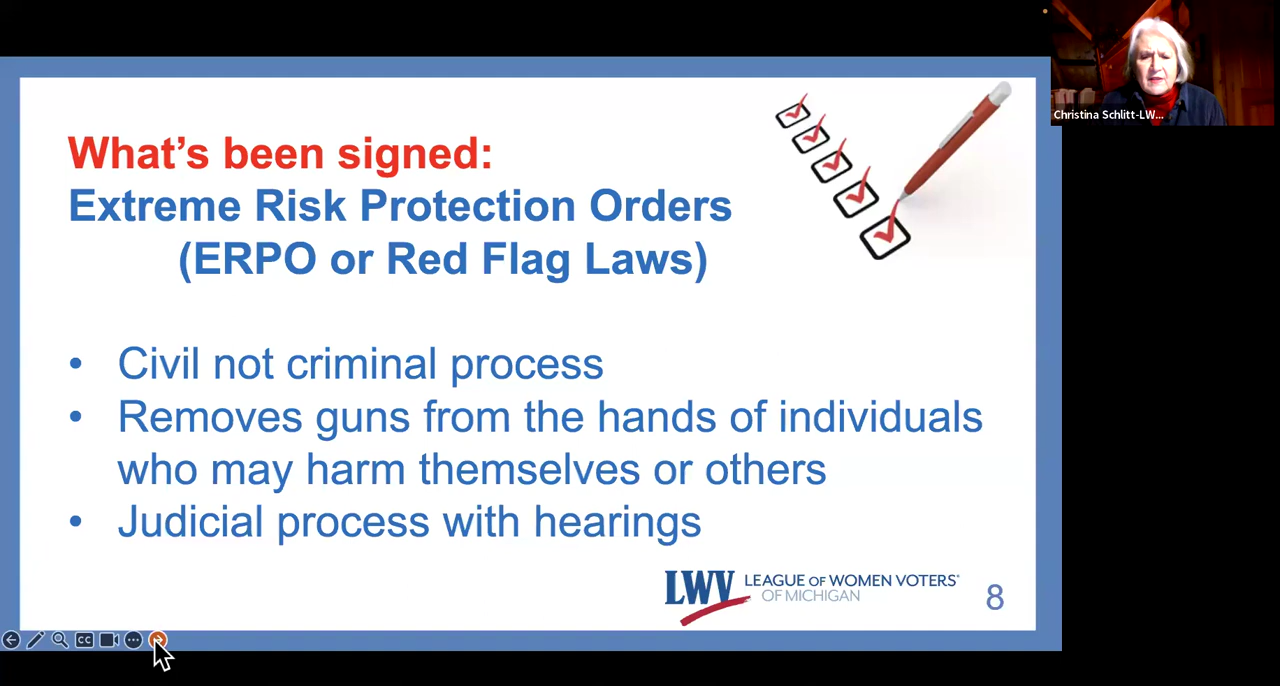 What's been signed:
Extreme Risk Protection Orders
(ERPO or Red Flag Laws)
• Civil not criminal process
• Removes guns from the hands of individuals
who may harm themselves or others
• Judicial process with hearings
LWV LEAGUE OF WOMEN VOTERS®
OF MICHIGAN
8
CC
Christina Schlitt-LW...